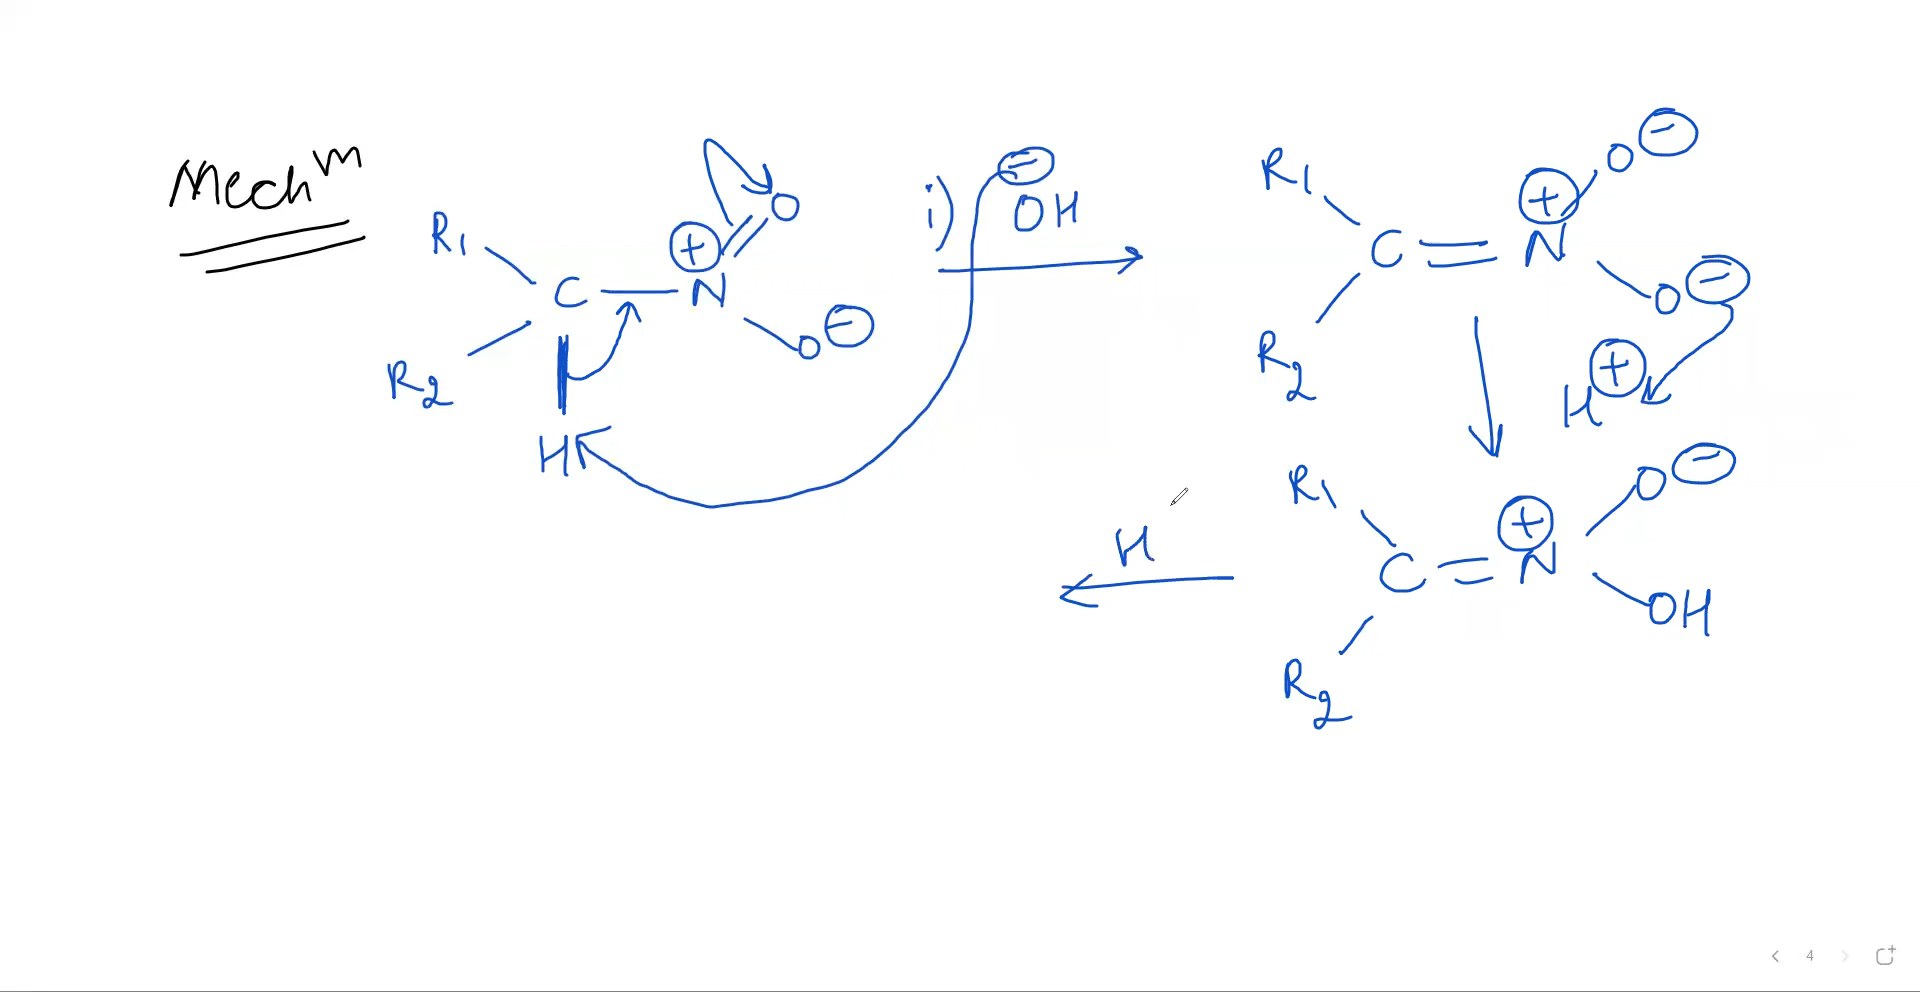 Mechᵐ
R₁
C — N⊕ = O
O⊖
R₂
H
i) ⊖OH
R₁
C = N⊕
O⊖
O⊖
R₂
H⊕
R₁
C = N⊕
O⊖
OH
R₂
H
4